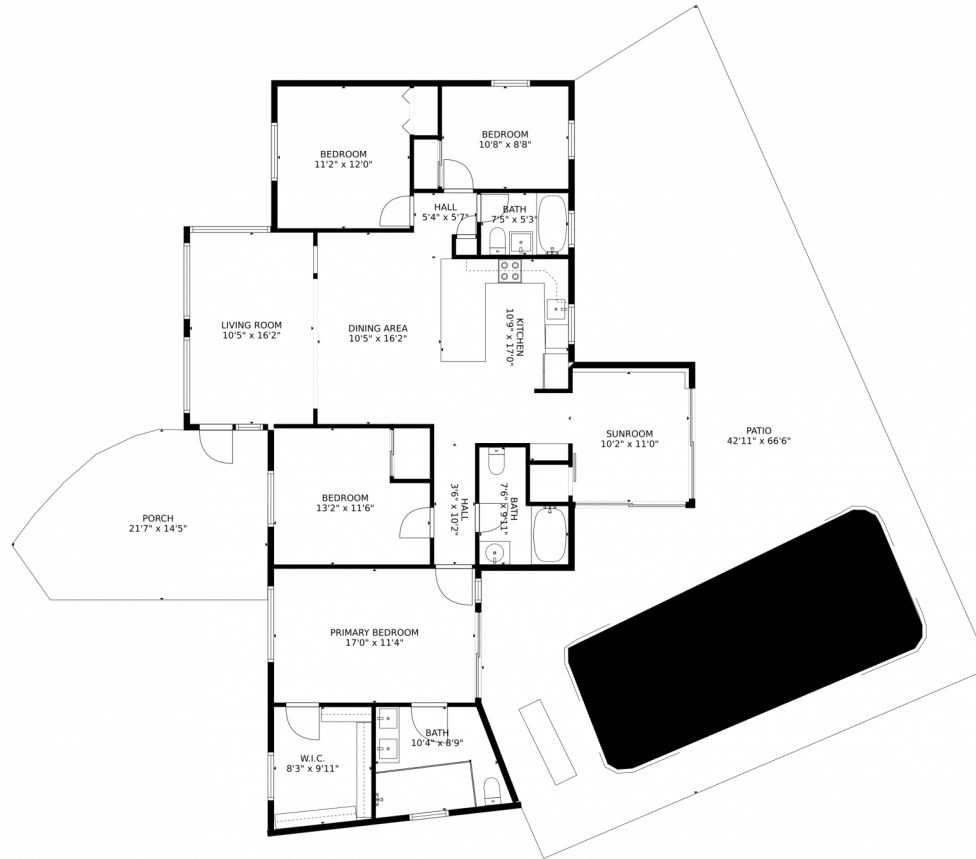 BEDROOM
10'8" x 8'8"
BEDROOM
11'2" x 12'0"
HALL
5'4" x 5'7"
BATH
7'5" x 5'3"
LIVING ROOM
10'5" x 16'2"
DINING AREA
10'5" x 16'2"
KITCHEN
10'9" x 17'0"
SUNROOM
10'2" x 11'0"
PATIO
42'11" x 66'6"
BEDROOM
13'2" x 11'6"
HALL
3'6" x 10'2"
BATH
7'6" x 9'11"
PORCH
21'7" x 14'5"
PRIMARY BEDROOM
17'0" x 11'4"
BATH
10'4" x 8'9"
W.I.C.
8'3" x 9'11"